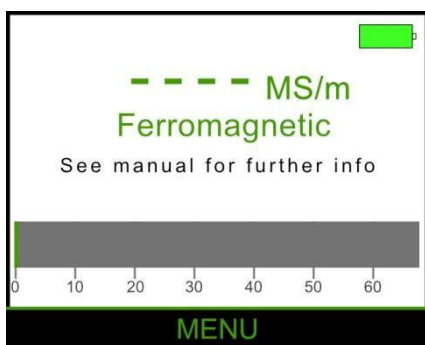 - - - - MS/m
Ferromagnetic
See manual for further info
0 10 20 30 40 50 60
MENU